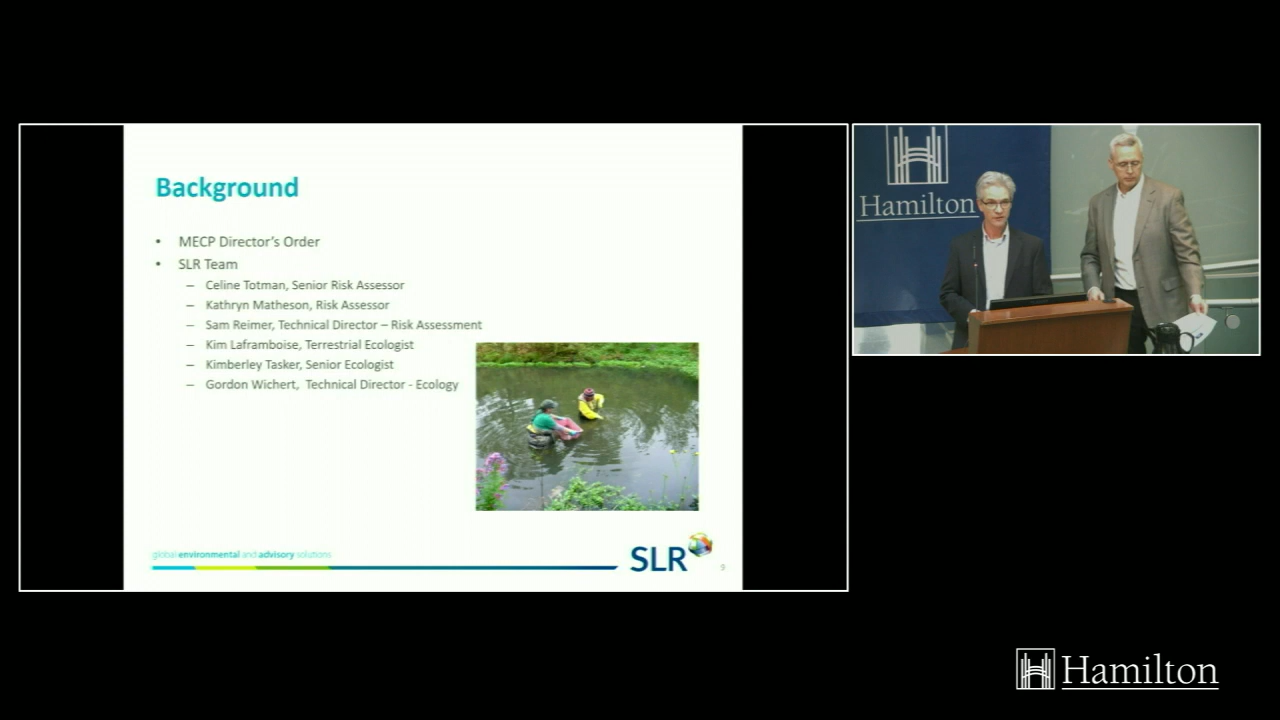 Background
• MECP Director's Order
• SLR Team
– Celine Totman, Senior Risk Assessor
– Kathryn Matheson, Risk Assessor
– Sam Reimer, Technical Director – Risk Assessment
– Kim Laframboise, Terrestrial Ecologist
– Kimberley Tasker, Senior Ecologist
– Gordon Wichert, Technical Director - Ecology
global environmental and advisory solutions
SLR
9
Hamilton
Hamilton